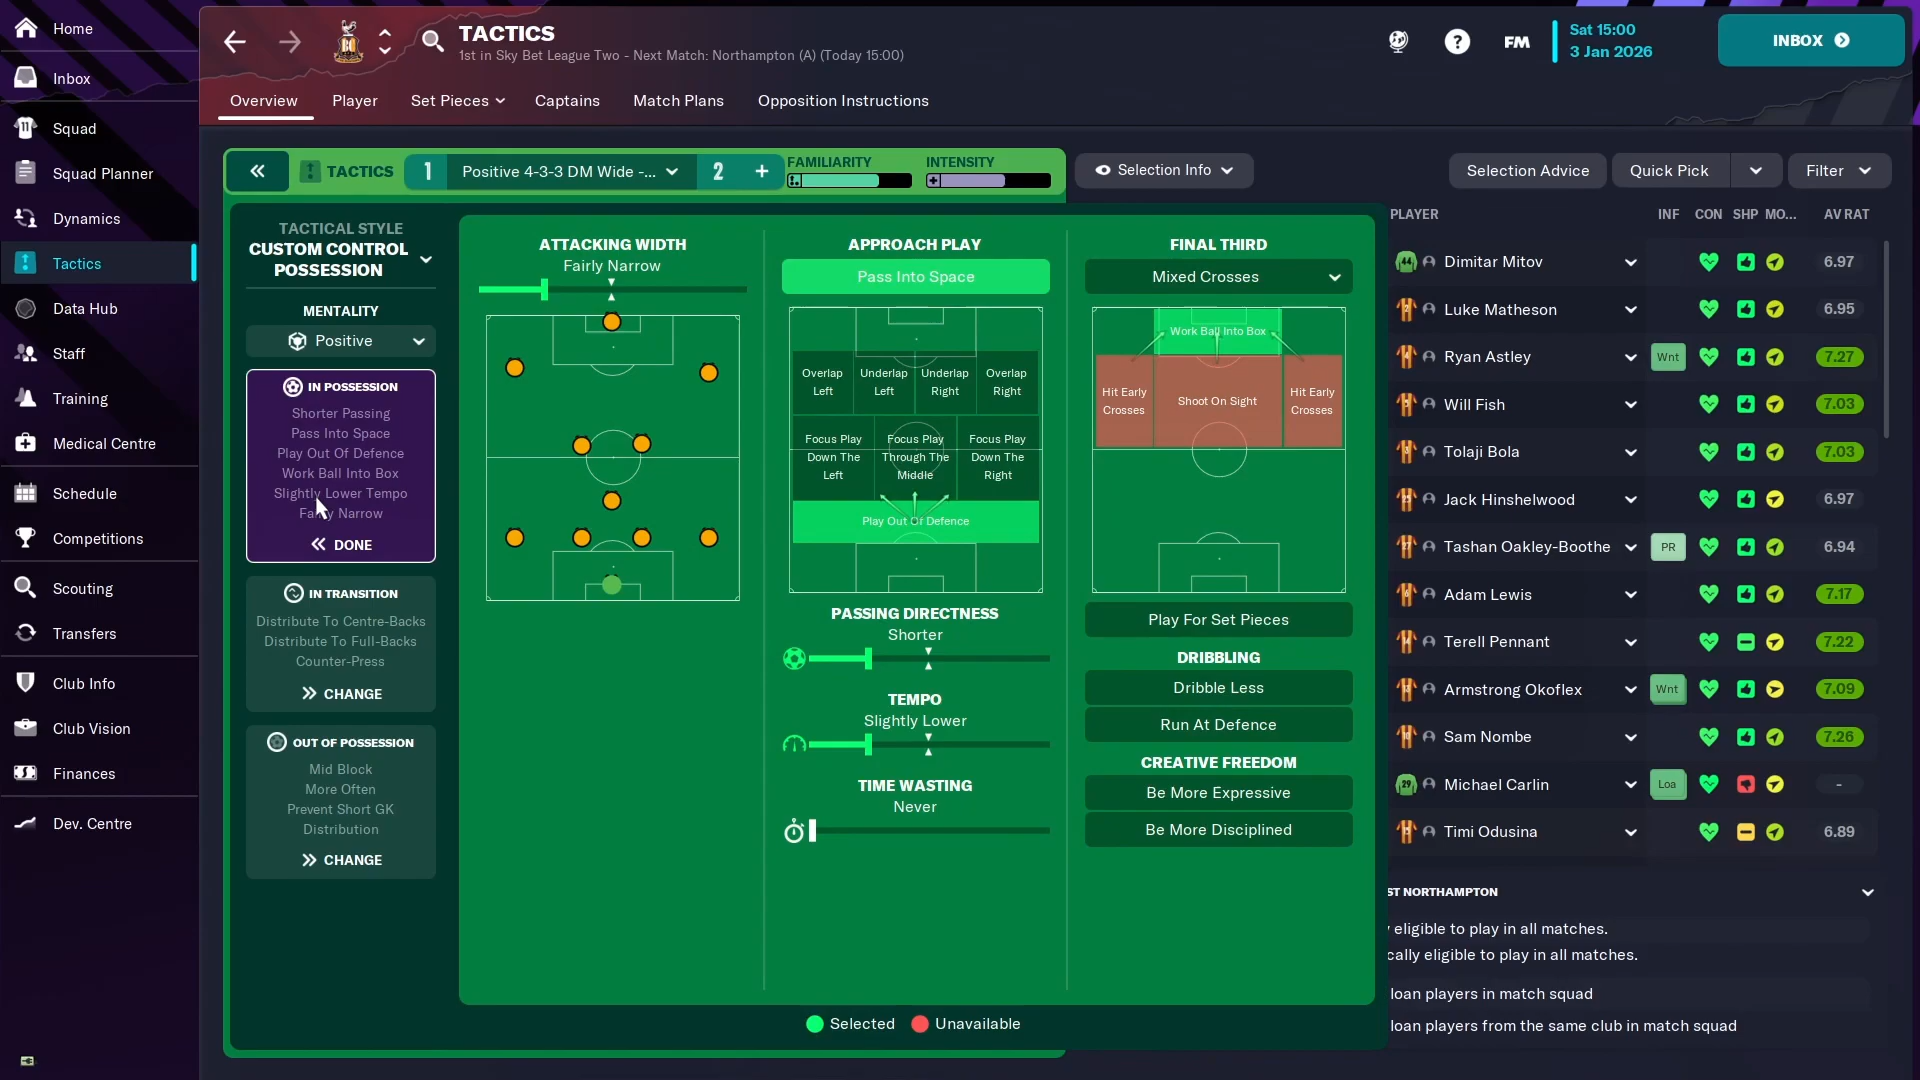 Home
Inbox
Squad
Squad Planner
Dynamics
Tactics
Data Hub
Staff
Training
Medical Centre
Schedule
Competitions
Scouting
Transfers
Club Info
Club Vision
Finances
Dev. Centre
TACTICS
1st in Sky Bet League Two - Next Match: Northampton (A) (Today 15:00)
FM
Sat 15:00
3 Jan 2026
INBOX
Overview
Player
Set Pieces
Captains
Match Plans
Opposition Instructions
TACTICS
1
Positive 4-3-3 DM Wide -...
2
+
FAMILIARITY
INTENSITY
Selection Info
Selection Advice
Quick Pick
Filter
TACTICAL STYLE
CUSTOM CONTROL
POSSESSION
MENTALITY
Positive
IN POSSESSION
Shorter Passing
Pass Into Space
Play Out Of Defence
Work Ball Into Box
Slightly Lower Tempo
Fairly Narrow
DONE
IN TRANSITION
Distribute To Centre-Backs
Distribute To Full-Backs
Counter-Press
CHANGE
OUT OF POSSESSION
Mid Block
More Often
Prevent Short GK
Distribution
CHANGE
ATTACKING WIDTH
Fairly Narrow
APPROACH PLAY
Pass Into Space
Overlap Left
Underlap Left
Underlap Right
Overlap Right
Focus Play Down The Left
Focus Play Through The Middle
Focus Play Down The Right
Play Out Of Defence
PASSING DIRECTNESS
Shorter
TEMPO
Slightly Lower
TIME WASTING
Never
FINAL THIRD
Mixed Crosses
Work Ball Into Box
Hit Early Crosses
Shoot On Sight
Hit Early Crosses
Play For Set Pieces
DRIBBLING
Dribble Less
Run At Defence
CREATIVE FREEDOM
Be More Expressive
Be More Disciplined
Selected
Unavailable
PLAYER INF CON SHP MO... AV RAT
Dimitar Mitov 6.97
Luke Matheson 6.95
Ryan Astley Wnt 7.27
Will Fish 7.03
Tolaji Bola 7.03
Jack Hinshelwood 6.97
Tashan Oakley-Boothe PR 6.94
Adam Lewis 7.17
Terell Pennant 7.22
Armstrong Okoflex Wnt 7.09
Sam Nombe 7.26
Michael Carlin Loa -
Timi Odusina 6.89
ST NORTHAMPTON
eligible to play in all matches.
cally eligible to play in all matches.
loan players in match squad
loan players from the same club in match squad